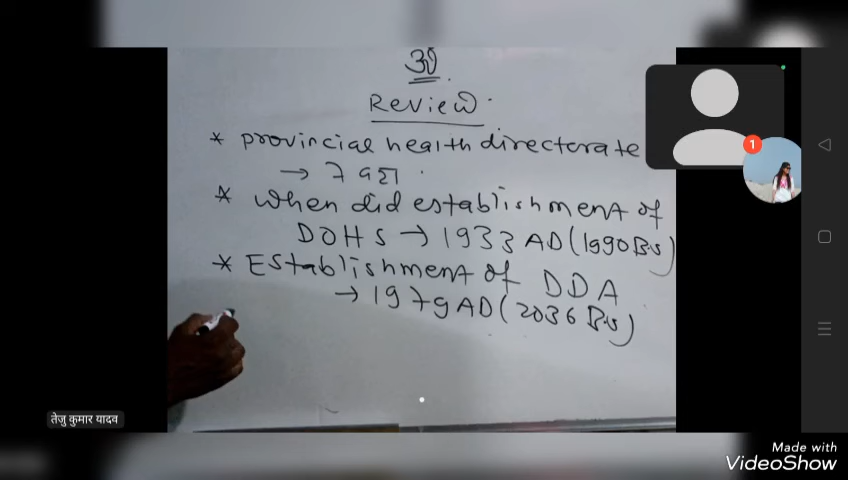 ॐ
Review
* provincial health directorate
→ 7 वटा
* When did establishment of
DOHS → 1933 AD (1990 B.S)
* Establishment of DDA
→ 1979 AD (2036 B.S)
1
तेजु कुमार यादव
Made with
VideoShow